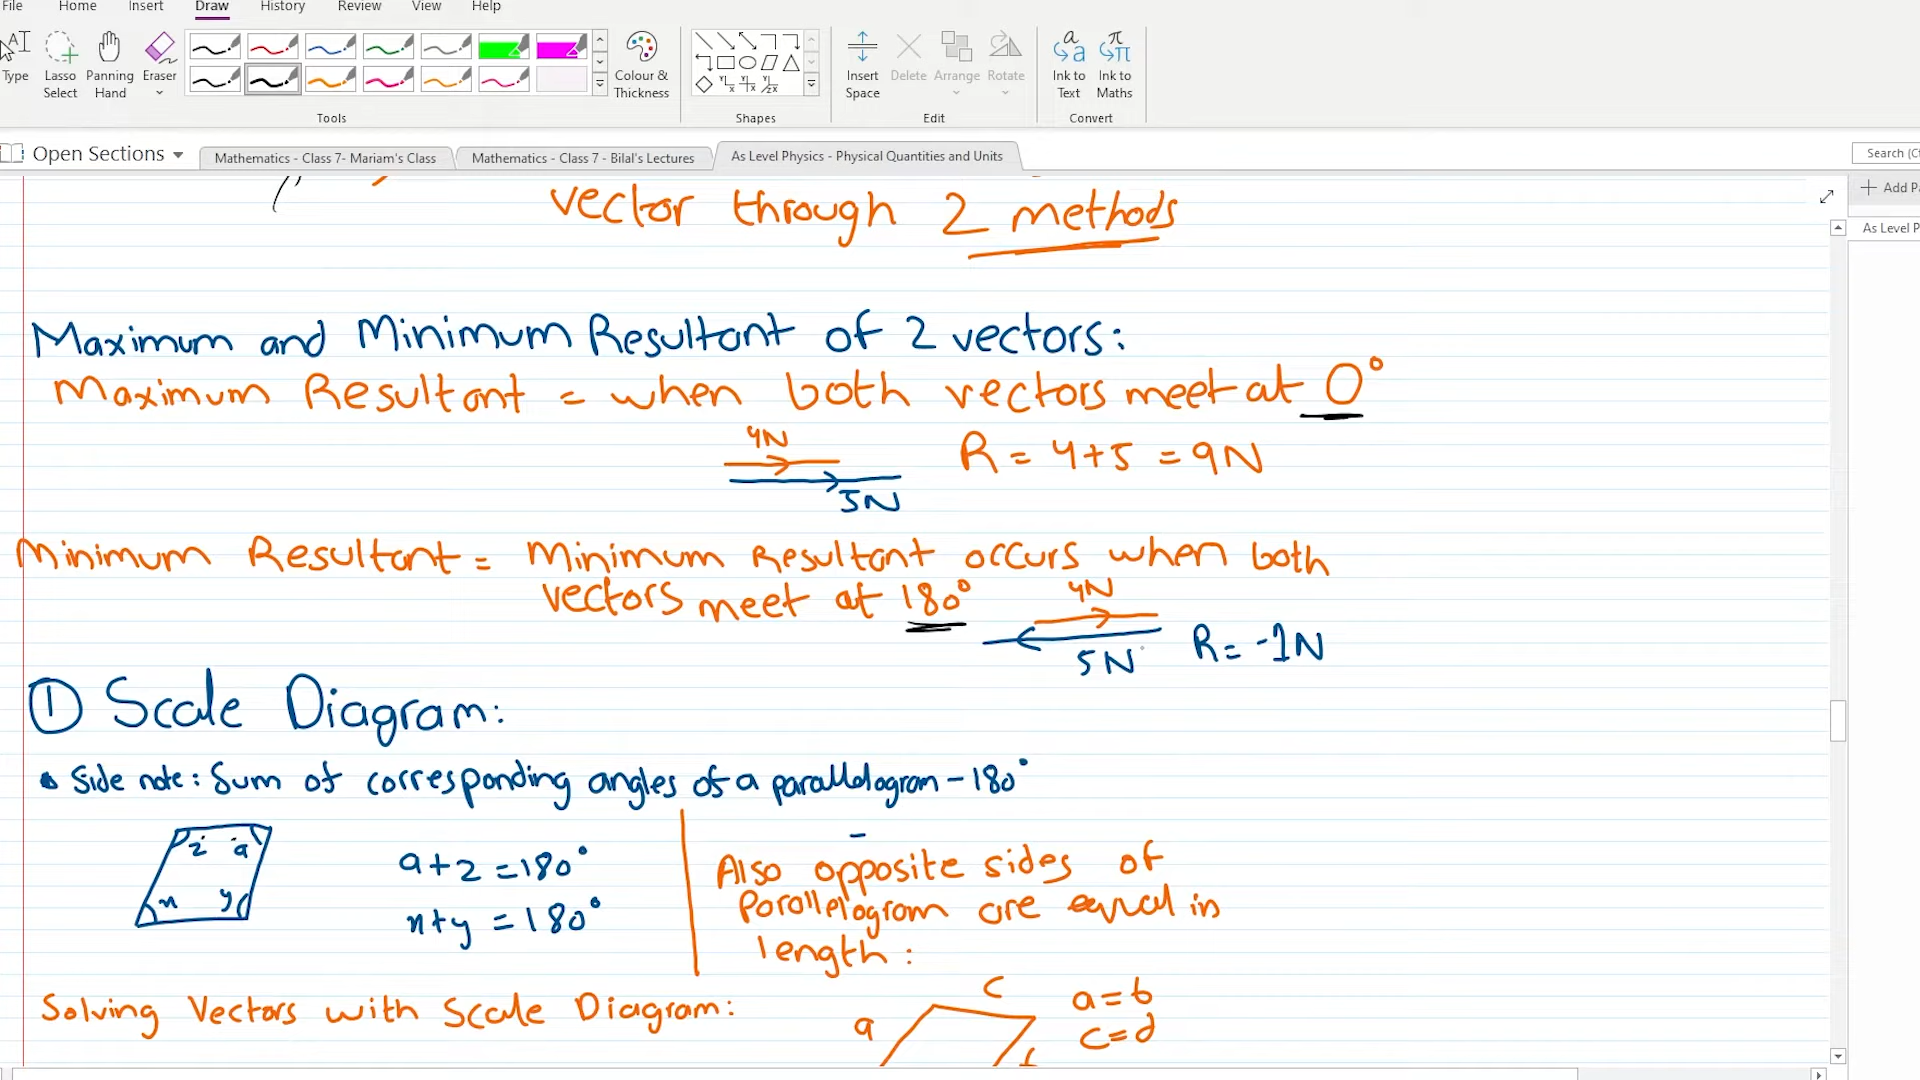 File Home Insert Draw History Review View Help
Type
Lasso Select
Panning Hand
Eraser
Colour & Thickness
Insert Space
Delete
Arrange
Rotate
Ink to Text
Ink to Maths
Tools
Shapes
Edit
Convert
Open Sections
Mathematics - Class 7- Mariam's Class
Mathematics - Class 7 - Bilal's Lectures
As Level Physics - Physical Quantities and Units
Search (Ct
Add Pa
As Level P
vector through 2 methods
Maximum and Minimum Resultant of 2 vectors:
Maximum Resultant = when both vectors meet at 0°
4N
R = 4+5 = 9N
5N
Minimum Resultant = Minimum Resultant occurs when both
vectors meet at 180°
4N
5N
R = -1N
① Scale Diagram:
• Side note: Sum of corresponding angles of a parallelogram - 180°
z a
x y
a+z = 180°
x+y = 180°
Also opposite sides of
Parallelogram are equal in
length :
Solving Vectors with Scale Diagram:
c
a
a = b
c = d